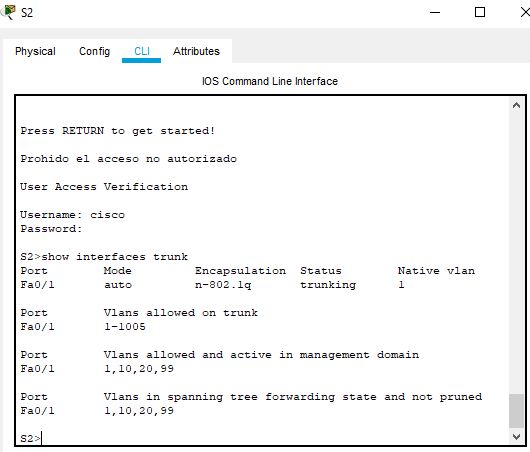 S2
Physical Config CLI Attributes
IOS Command Line Interface
Press RETURN to get started!
Prohido el acceso no autorizado
User Access Verification
Username: cisco
Password:
S2>show interfaces trunk
Port Mode Encapsulation Status Native vlan
Fa0/1 auto n-802.1q trunking 1
Port Vlans allowed on trunk
Fa0/1 1-1005
Port Vlans allowed and active in management domain
Fa0/1 1,10,20,99
Port Vlans in spanning tree forwarding state and not pruned
Fa0/1 1,10,20,99
S2>